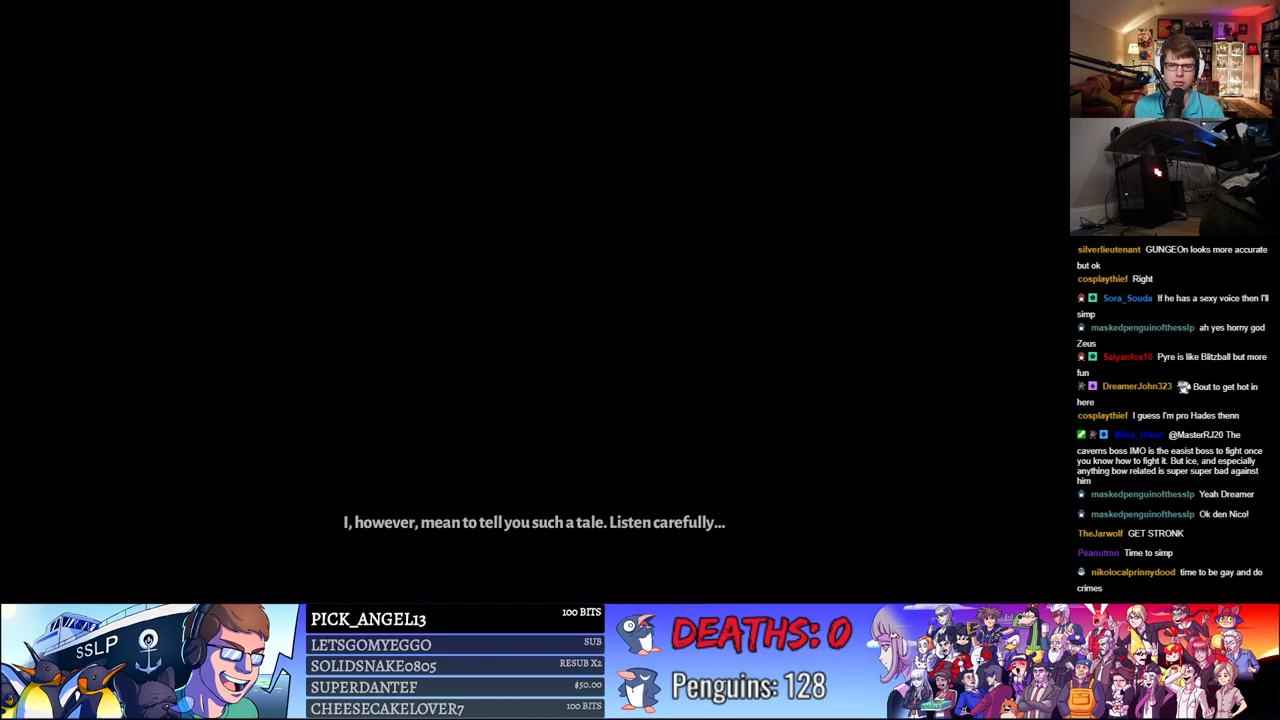 silverlieutenant GUNGEOn looks more accurate
but ok
cosplaythief Right
Sora_Souda If he has a sexy voice then I'll
simp
maskedpenguinofthesslp ah yes horny god
Zeus
Saiyanfox10 Pyre is like Blitzball but more
fun
DreamerJohn323 Bout to get hot in
here
cosplaythief I guess I'm pro Hades thenn
@MasterRJ20 The
caverns boss IMO is the easist boss to fight once
you know how to fight it. But ice, and especially
anything bow related is super super bad against
him
maskedpenguinofthesslp Yeah Dreamer
maskedpenguinofthesslp Ok den Nico!
TheJarwolf GET STRONK
Peanutmn Time to simp
nikolocalprinnydood time to be gay and do
crimes
I, however, mean to tell you such a tale. Listen carefully...
SSLP
PICK_ANGEL13 100 BITS
LETSGOMYEGGO SUB
SOLIDSNAKE0805 RESUB X2
SUPERDANTEF $50.00
CHEESECAKELOVER7 100 BITS
DEATHS: 0
Penguins: 128